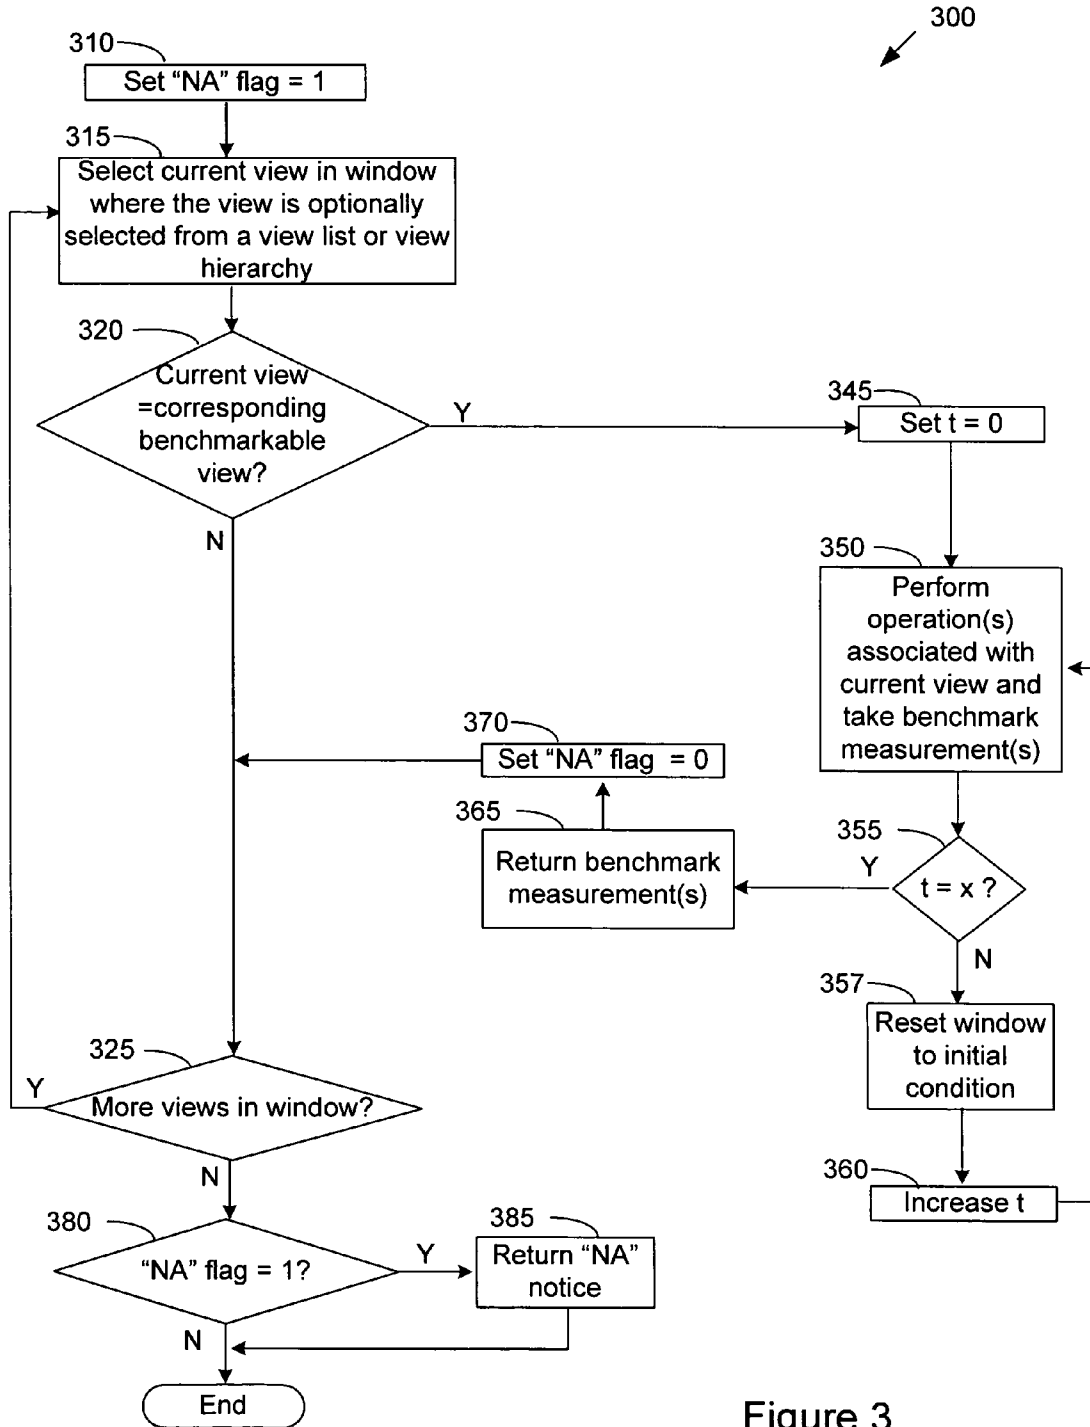 300
310
Set “NA” flag = 1
315
Select current view in window
where the view is optionally
selected from a view list or view
hierarchy
320
Current view
=corresponding
benchmarkable
view?
Y
N
345
Set t = 0
350
Perform
operation(s)
associated with
current view and
take benchmark
measurement(s)
370
Set “NA” flag = 0
365
Return benchmark
measurement(s)
355
t = x ?
Y
N
357
Reset window
to initial
condition
360
Increase t
325
More views in window?
Y
N
380
“NA” flag = 1?
Y
N
385
Return “NA”
notice
End
Figure 3